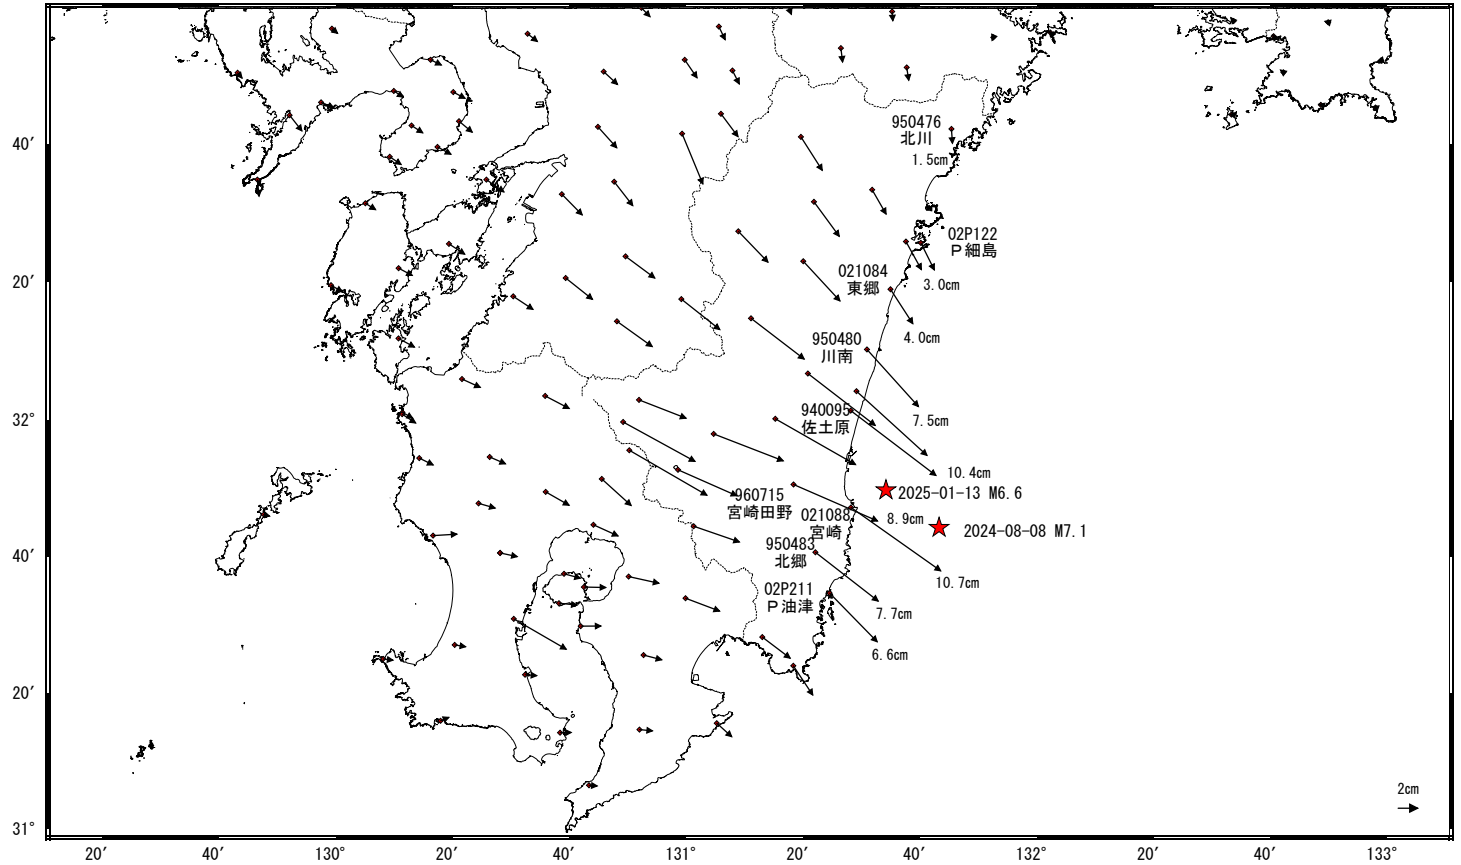 950476
北川
1.5cm
40′
02P122
P細島
021084
東郷
3.0cm
20′
4.0cm
950480
川南
7.5cm
940095
佐土原
32°
10.4cm
2025-01-13 M6.6
960715
宮崎田野
021088
宮崎
8.9cm
2024-08-08 M7.1
950483
北郷
40′
10.7cm
02P211
P油津
7.7cm
6.6cm
20′
2cm
31°
20′ 40′ 130° 20′ 40′ 131° 20′ 40′ 132° 20′ 40′ 133°